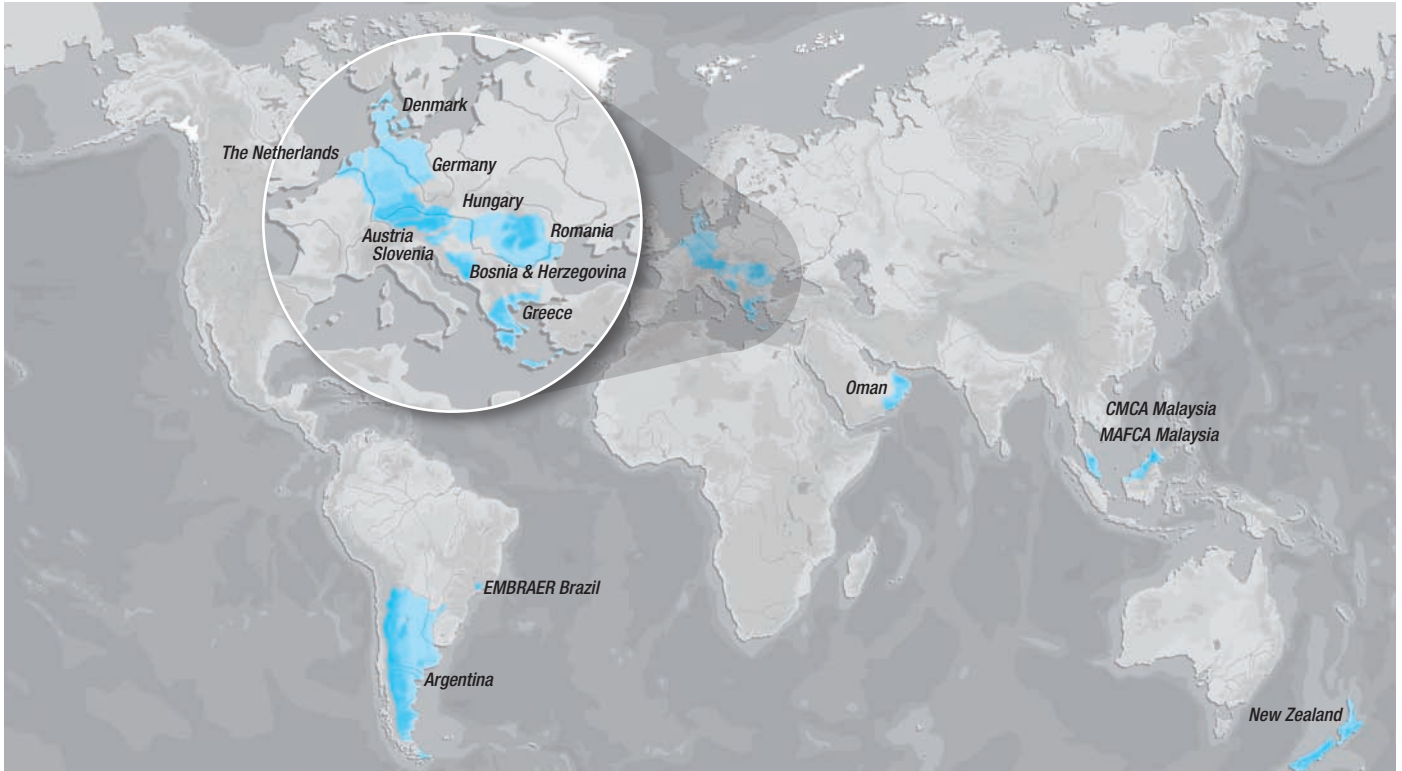 Denmark
The Netherlands
Germany
Hungary
Romania
Austria
Slovenia
Bosnia & Herzegovina
Greece
Oman
CMCA Malaysia
MAFCA Malaysia
EMBRAER Brazil
Argentina
New Zealand